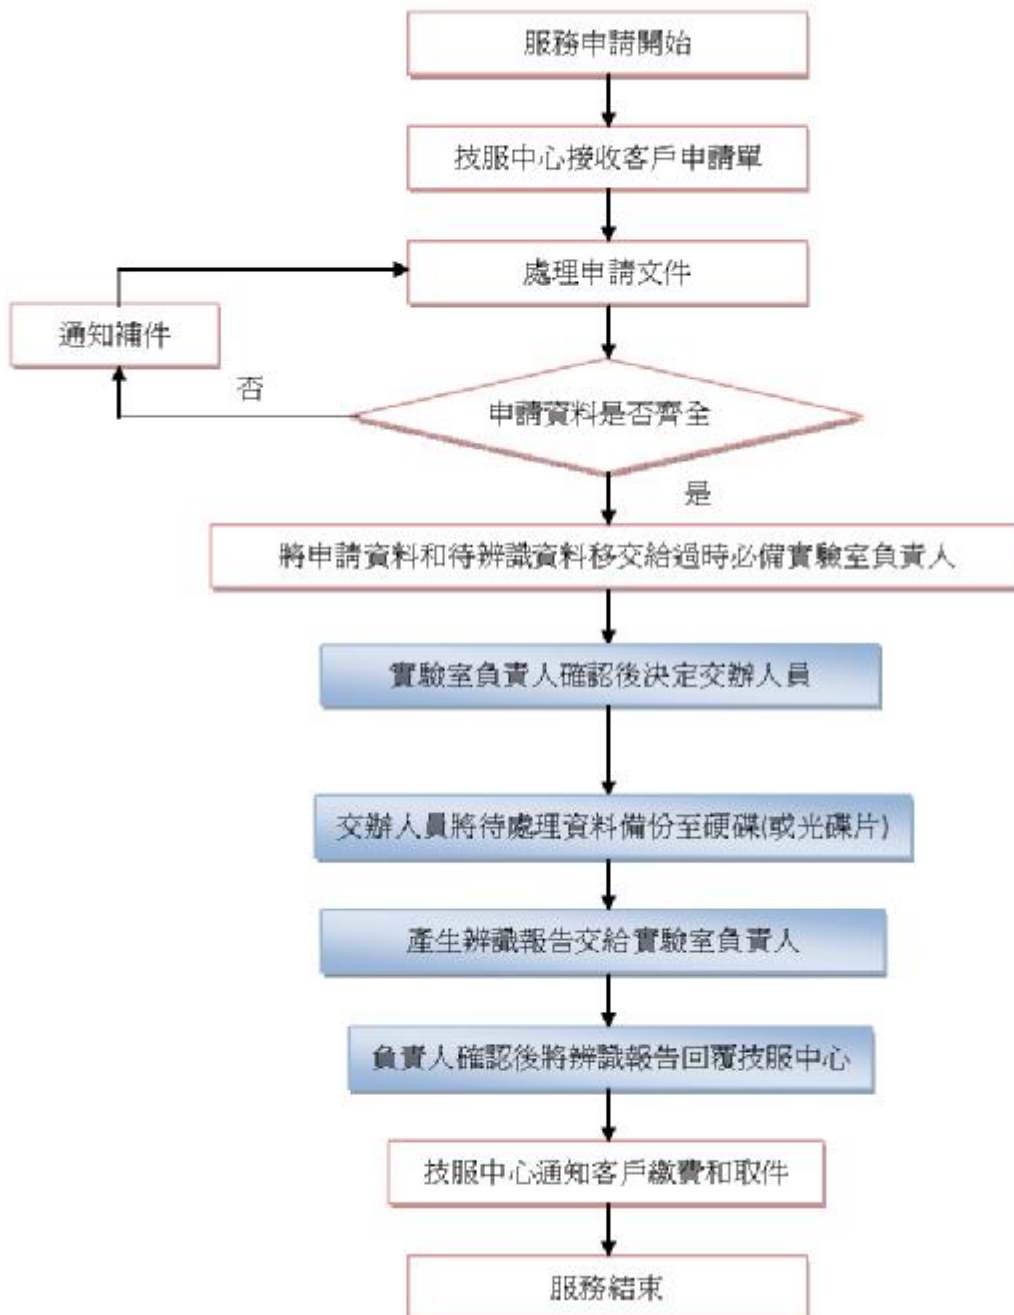 服務申請開始
技服中心接收客戶申請單
處理申請文件
通知補件
否
申請資料是否齊全
是
將申請資料和待辨識資料移交給過時必備實驗室負責人
實驗室負責人確認後決定交辦人員
交辦人員將待處理資料備份至硬碟(或光碟片)
產生辨識報告交給實驗室負責人
負責人確認後將辨識報告回覆技服中心
技服中心通知客戶繳費和取件
服務結束